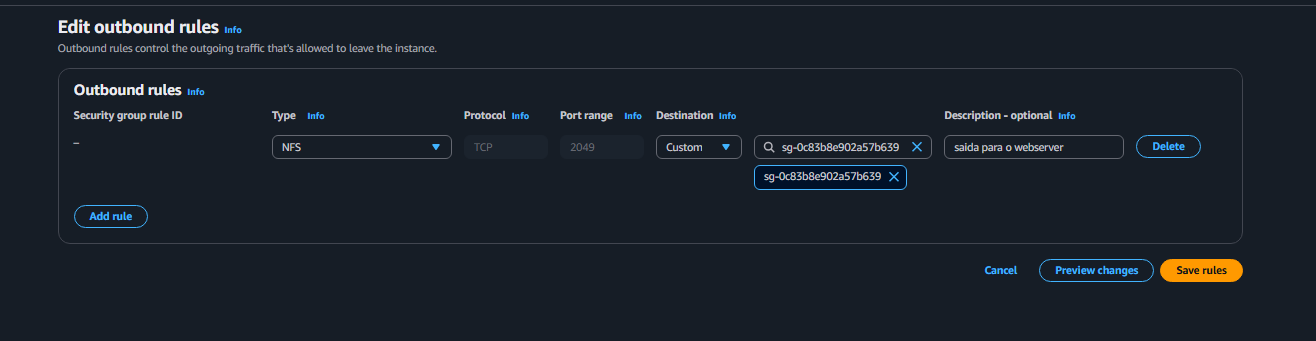 Edit outbound rules Info
Outbound rules control the outgoing traffic that's allowed to leave the instance.
Outbound rules Info
Security group rule ID Type Info Protocol Info Port range Info Destination Info Description - optional Info
– NFS TCP 2049 Custom sg-0c83b8e902a57b639 saida para o webserver Delete
sg-0c83b8e902a57b639
Add rule
Cancel Preview changes Save rules